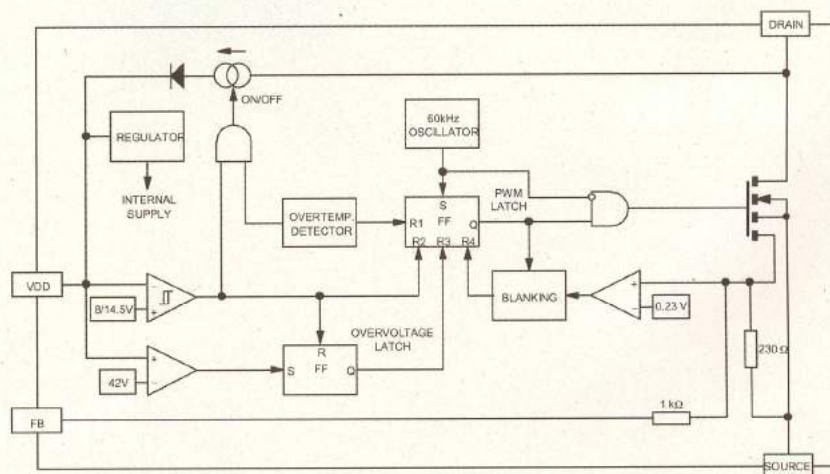 DRAIN
ON/OFF
60kHz
OSCILLATOR
REGULATOR
INTERNAL
SUPPLY
PWM
LATCH
OVERTEMP.
DETECTOR
S
R1 FF Q
R2 R3 R4
VDD
8/14.5V
- +
BLANKING
+ -
0.23 V
OVERVOLTAGE
LATCH
R
S FF Q
230 Ω
42V
+ -
1 kΩ
FB
SOURCE